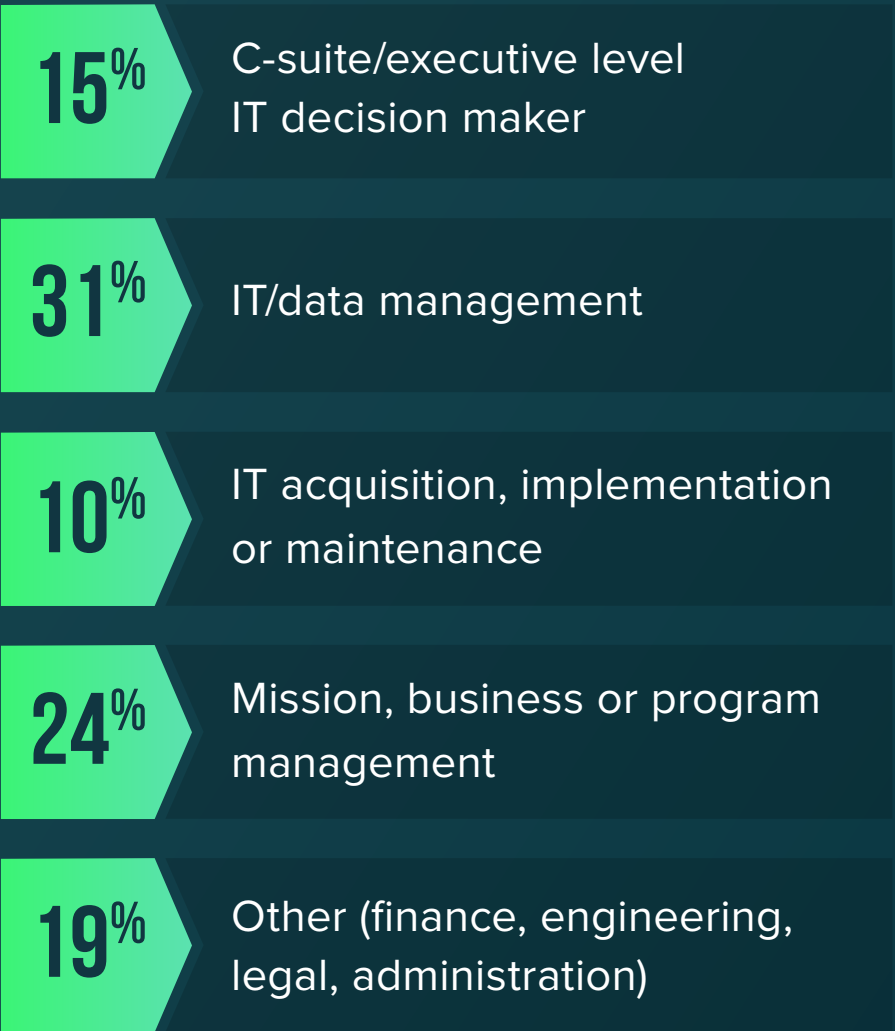 15%
C-suite/executive level
IT decision maker
31%
IT/data management
10%
IT acquisition, implementation
or maintenance
24%
Mission, business or program
management
19%
Other (finance, engineering,
legal, administration)